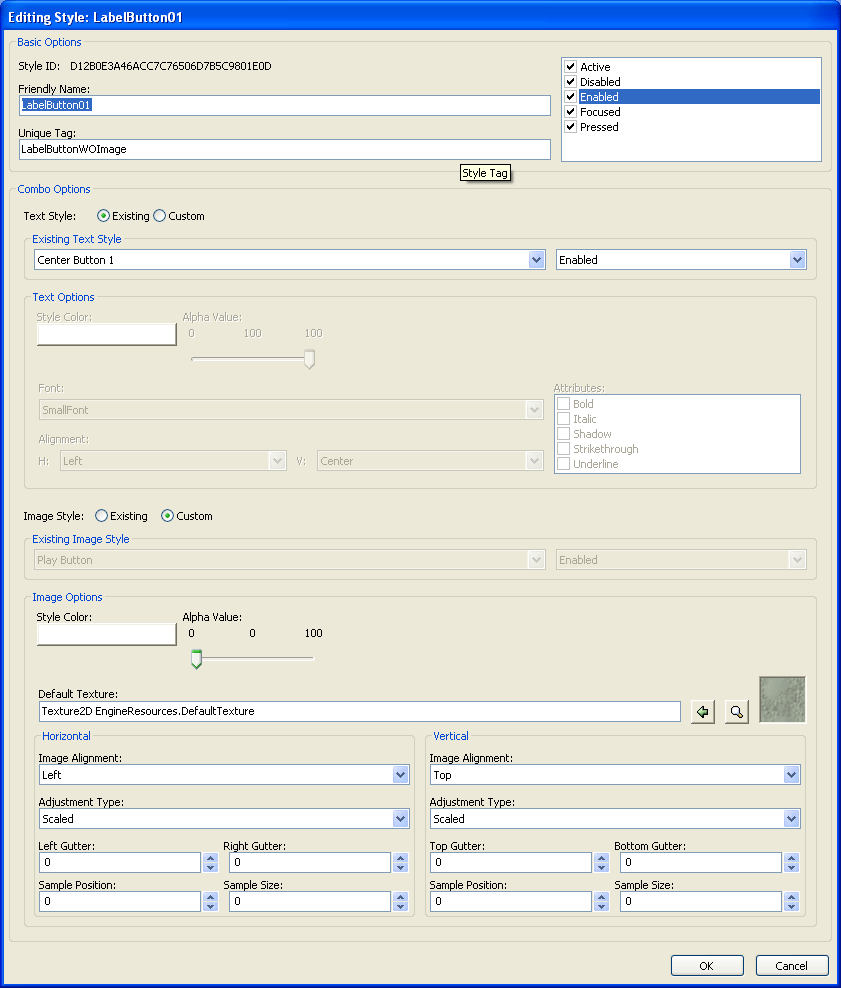 Editing Style: LabelButton01
Basic Options
Style ID: D12B0E3A46ACC7C76506D7B5C9801E0D
Friendly Name:
LabelButton01
Unique Tag:
LabelButtonWOImage
Active
Disabled
Enabled
Focused
Pressed
Style Tag
Combo Options
Text Style: Existing Custom
Existing Text Style
Center Button 1 Enabled
Text Options
Style Color: Alpha Value:
0 100 100
Font:
SmallFont
Alignment:
H: Left V: Center
Attributes:
Bold
Italic
Shadow
Strikethrough
Underline
Image Style: Existing Custom
Existing Image Style
Play Button Enabled
Image Options
Style Color: Alpha Value:
0 0 100
Default Texture:
Texture2D EngineResources.DefaultTexture
Horizontal
Image Alignment:
Left
Adjustment Type:
Scaled
Left Gutter: Right Gutter:
0 0
Sample Position: Sample Size:
0 0
Vertical
Image Alignment:
Top
Adjustment Type:
Scaled
Top Gutter: Bottom Gutter:
0 0
Sample Position: Sample Size:
0 0
OK Cancel